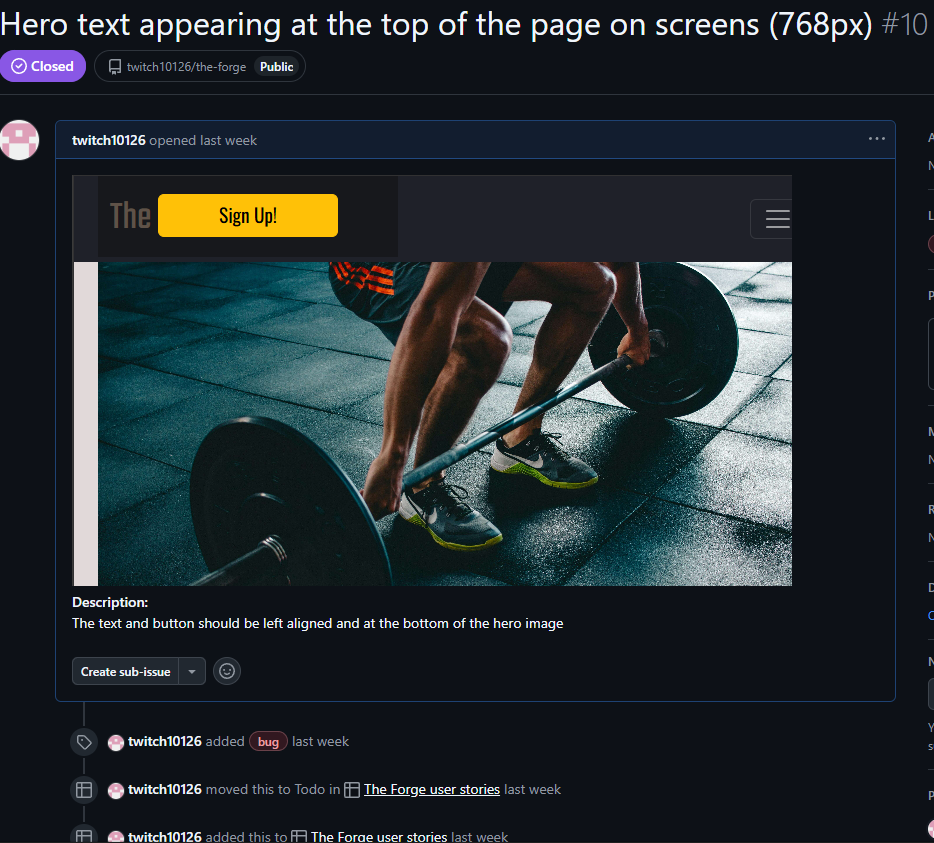 Hero text appearing at the top of the page on screens (768px) #10
Closed
twitch10126/the-forge Public
twitch10126 opened last week
The Sign Up!
Description:
The text and button should be left aligned and at the bottom of the hero image
Create sub-issue
twitch10126 added bug last week
twitch10126 moved this to Todo in The Forge user stories last week
twitch10126 added this to The Forge user stories last week